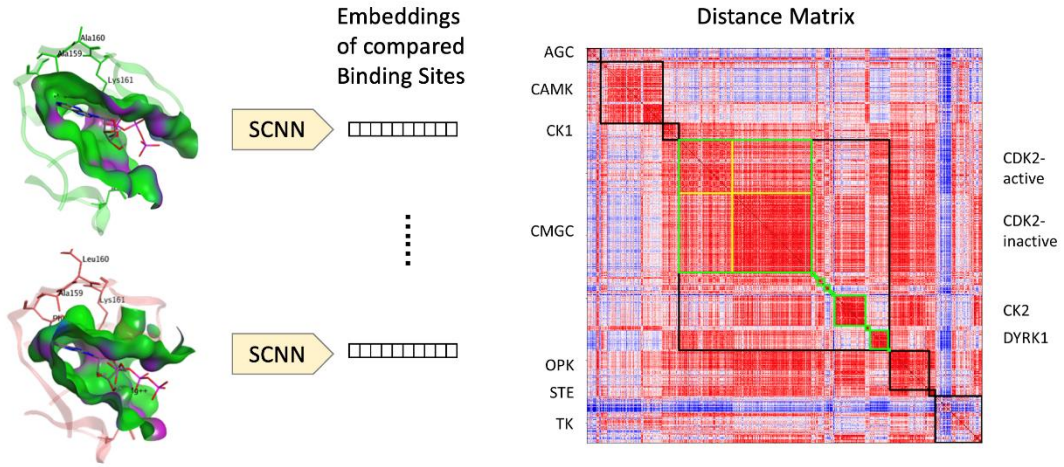 Embeddings
of compared
Binding Sites
Distance Matrix
Ala160
Ala159
Lys161
SCNN
Leu160
Ala159
Lys161
SCNN
AGC
CAMK
CK1
CMGC
OPK
STE
TK
CDK2-
active
CDK2-
inactive
CK2
DYRK1